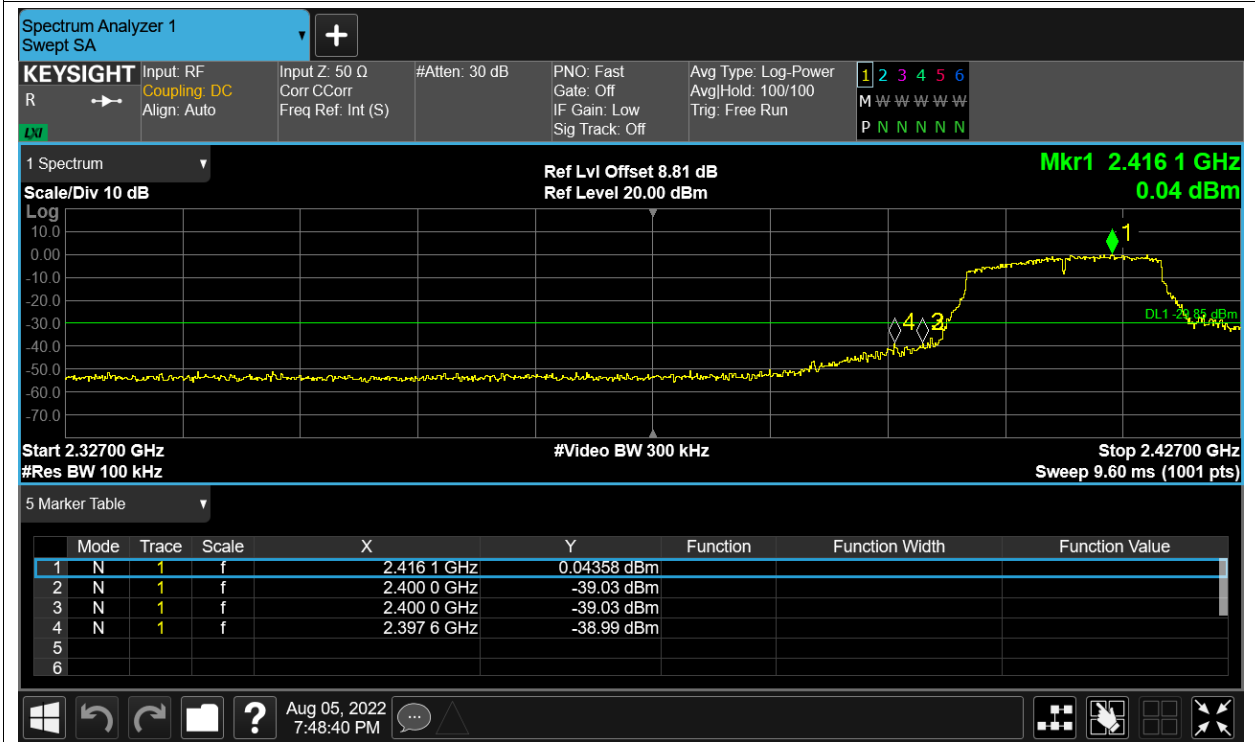 Spectrum Analyzer 1
Swept SA
+
KEYSIGHT Input: RF Input Z: 50 Ω #Atten: 30 dB PNO: Fast Avg Type: Log-Power 1 2 3 4 5 6
R Coupling: DC Corr CCorr Gate: Off Avg|Hold: 100/100 M W W W W W
Align: Auto Freq Ref: Int (S) IF Gain: Low Trig: Free Run P N N N N N
LXI Sig Track: Off
1 Spectrum Ref Lvl Offset 8.81 dB Mkr1 2.416 1 GHz
Scale/Div 10 dB Ref Level 20.00 dBm 0.04 dBm
Log
10.0 1
0.00
-10.0
-20.0
-30.0 4 DL1 -29.85 dBm
-40.0
-50.0
-60.0
-70.0
Start 2.32700 GHz #Video BW 300 kHz Stop 2.42700 GHz
#Res BW 100 kHz Sweep 9.60 ms (1001 pts)
5 Marker Table
Mode Trace Scale X Y Function Function Width Function Value
1 N 1 f 2.416 1 GHz 0.04358 dBm
2 N 1 f 2.400 0 GHz -39.03 dBm
3 N 1 f 2.400 0 GHz -39.03 dBm
4 N 1 f 2.397 6 GHz -38.99 dBm
5
6
? Aug 05, 2022
7:48:40 PM